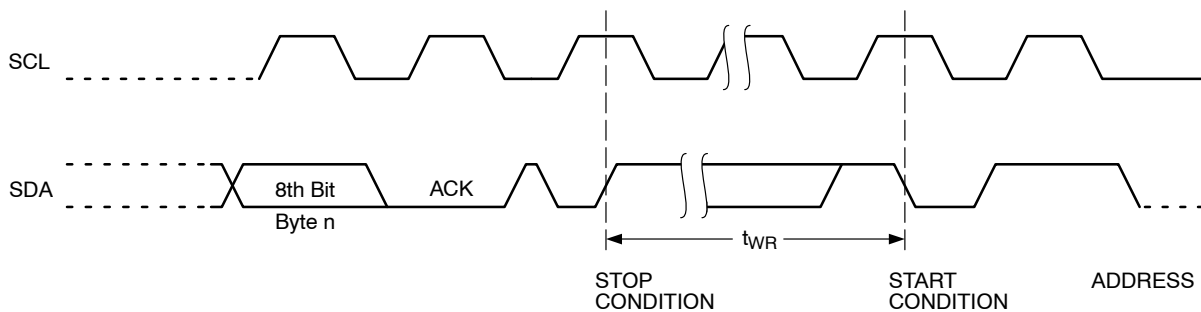 SCL
SDA
8th Bit
ACK
Byte n
tWR
STOP
CONDITION
START
CONDITION
ADDRESS